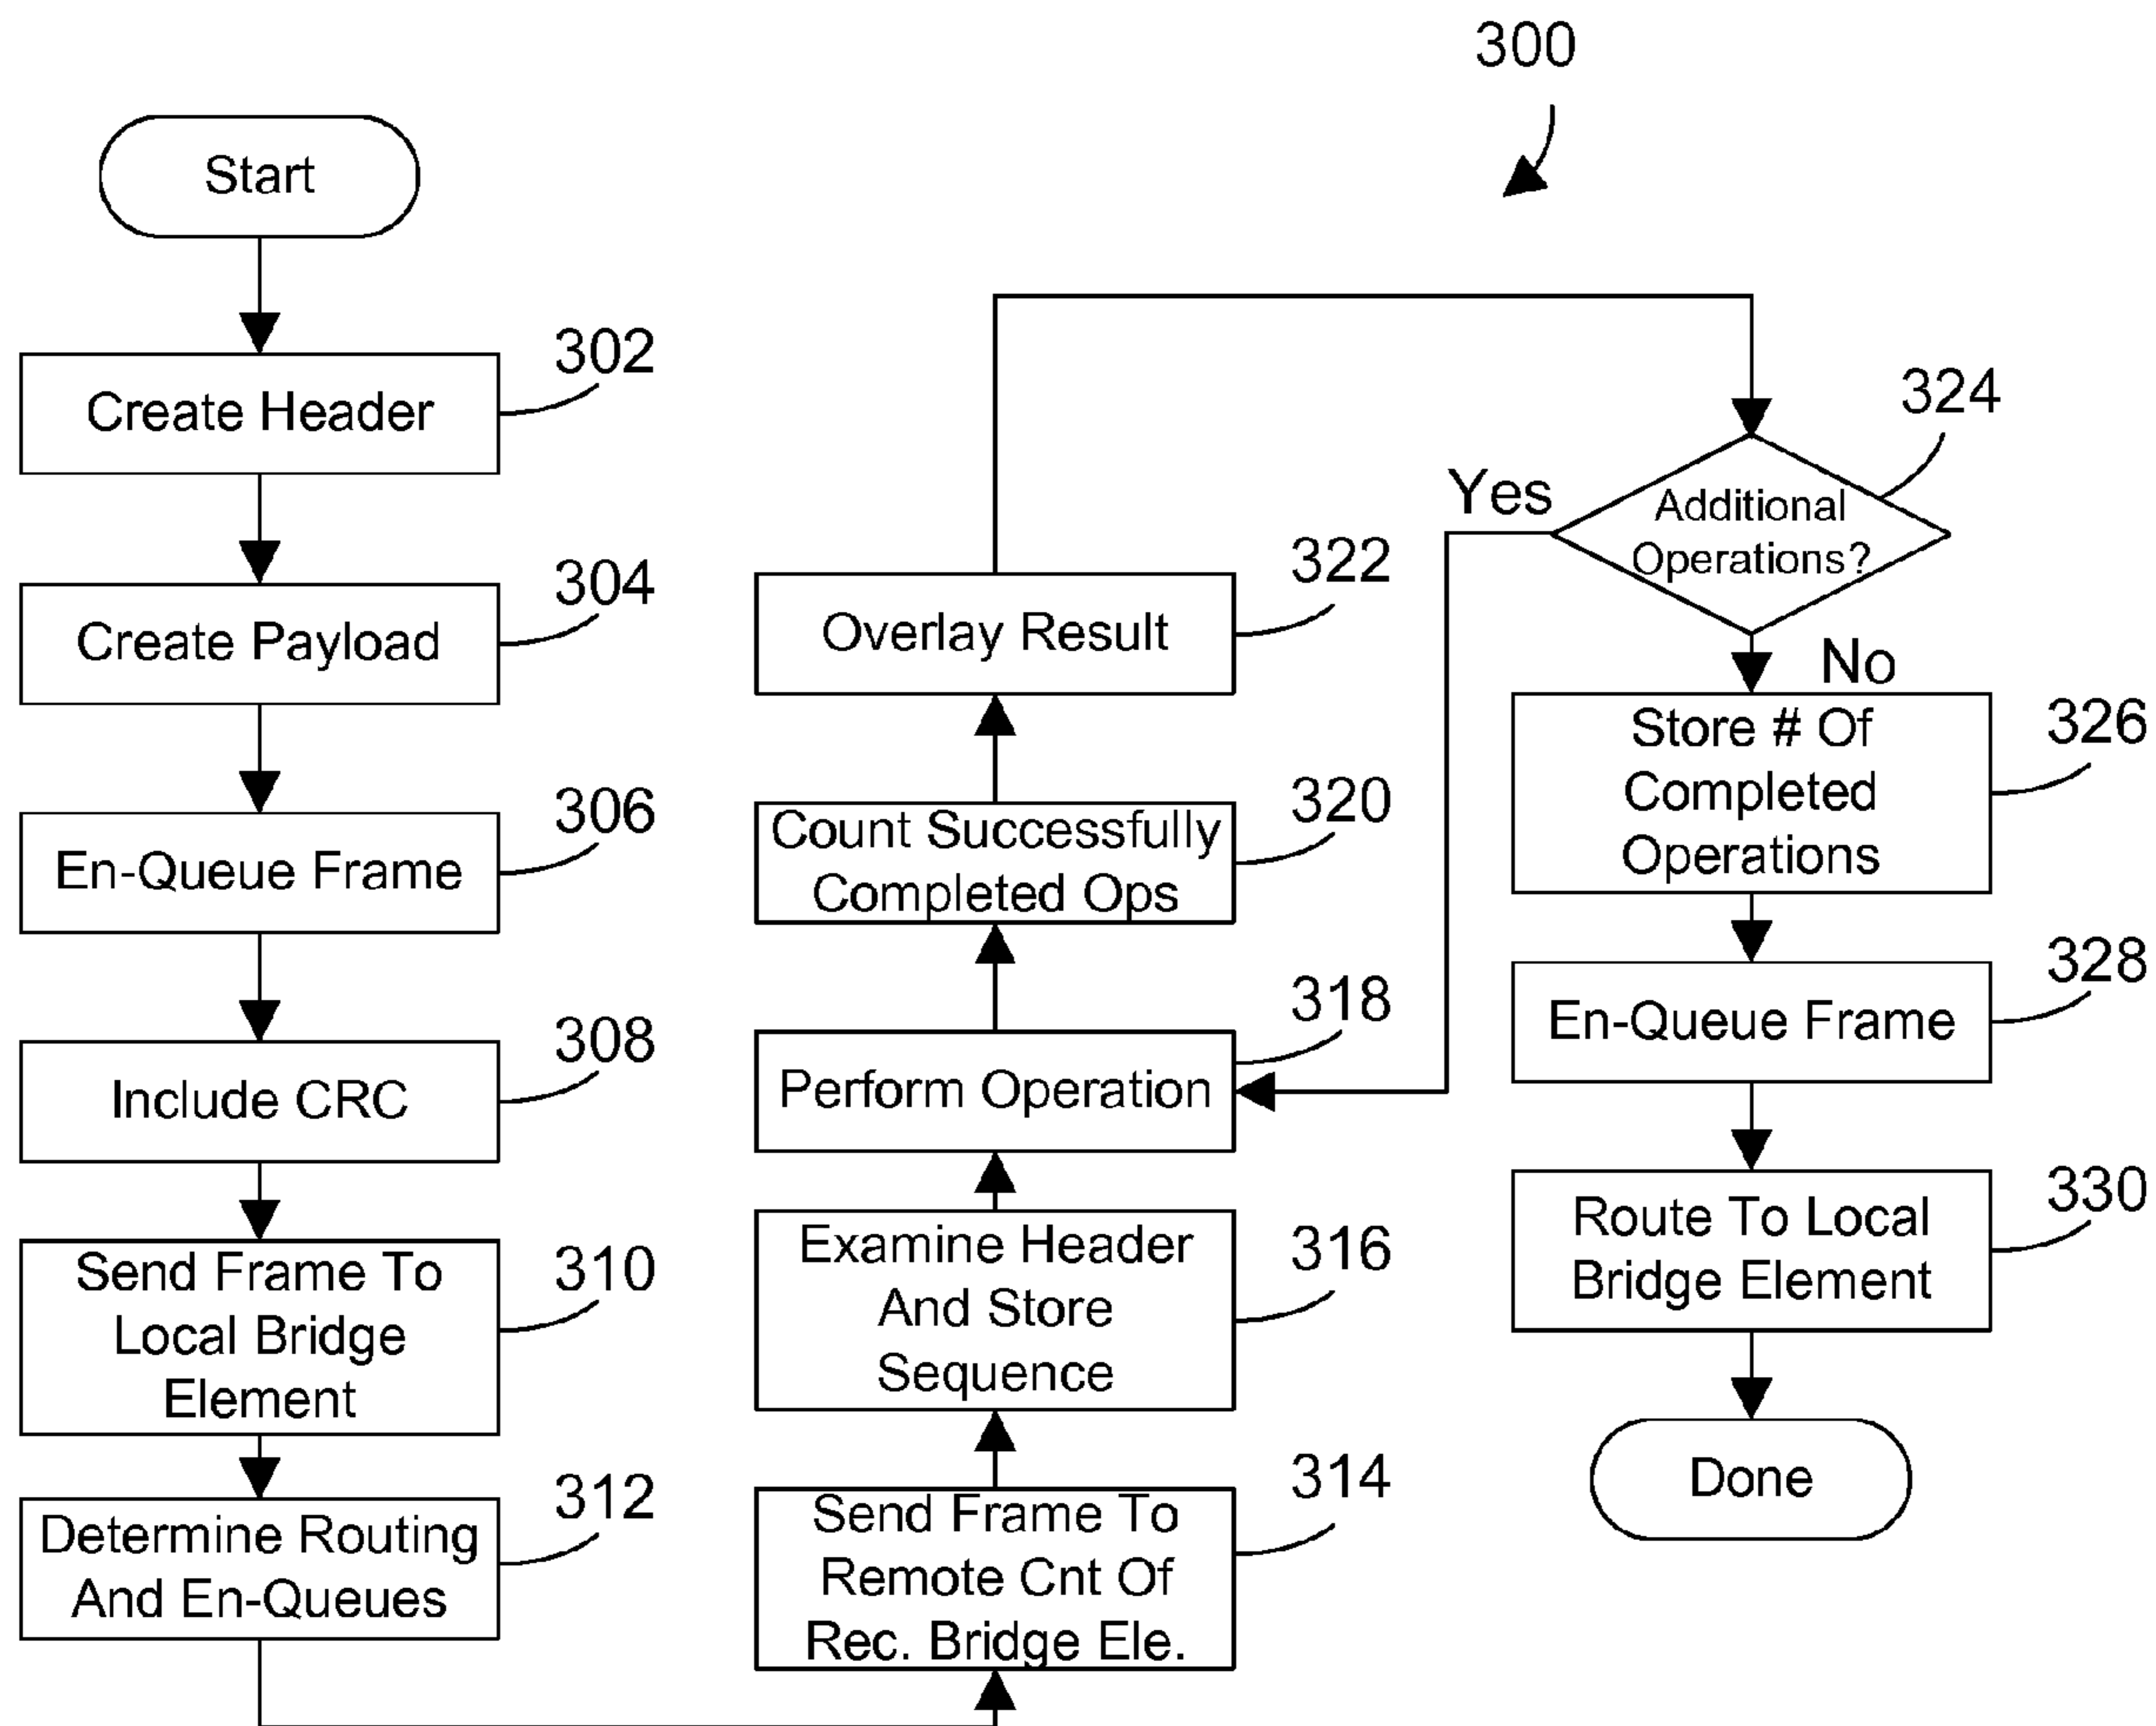 300
Start
Create Header
302
Create Payload
304
En-Queue Frame
306
Include CRC
308
Send Frame To
Local Bridge
Element
310
Determine Routing
And En-Queues
312
Send Frame To
Remote Cnt Of
Rec. Bridge Ele.
314
Examine Header
And Store
Sequence
316
Perform Operation
318
Count Successfully
Completed Ops
320
Overlay Result
322
Additional
Operations?
324
Yes
No
Store # Of
Completed
Operations
326
En-Queue Frame
328
Route To Local
Bridge Element
330
Done